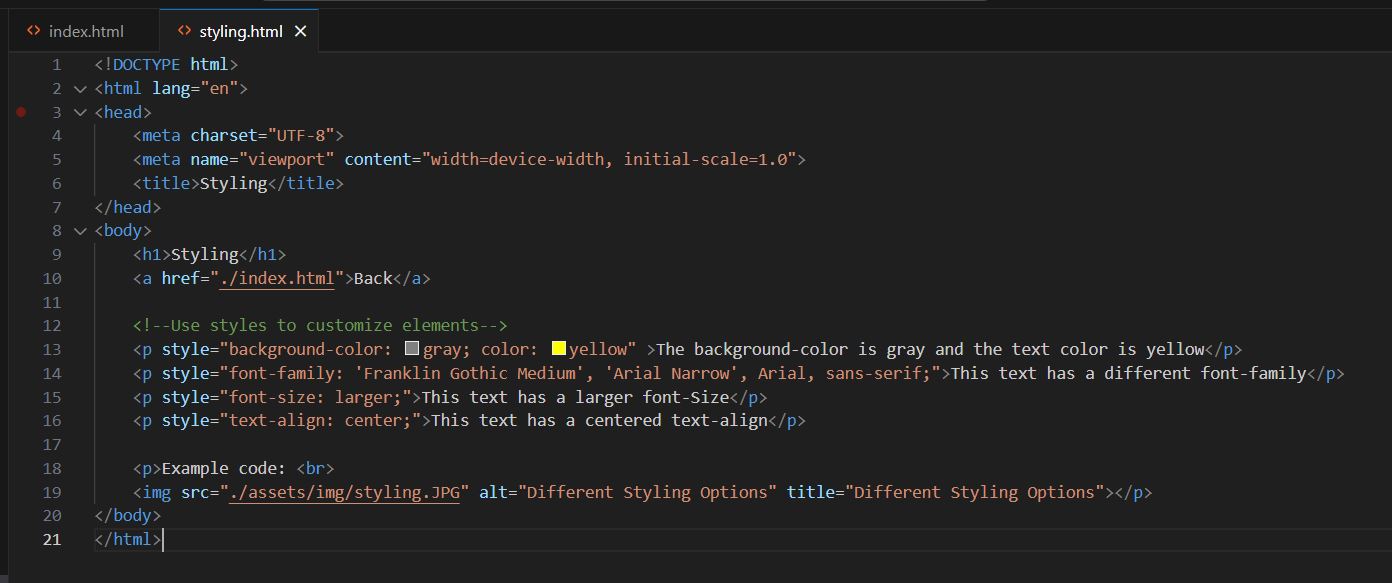 index.html
styling.html
1 <!DOCTYPE html>
2 <html lang="en">
3 <head>
4     <meta charset="UTF-8">
5     <meta name="viewport" content="width=device-width, initial-scale=1.0">
6     <title>Styling</title>
7 </head>
8 <body>
9     <h1>Styling</h1>
10     <a href="./index.html">Back</a>
11
12     <!--Use styles to customize elements-->
13     <p style="background-color: gray; color: yellow" >The background-color is gray and the text color is yellow</p>
14     <p style="font-family: 'Franklin Gothic Medium', 'Arial Narrow', Arial, sans-serif;">This text has a different font-family</p>
15     <p style="font-size: larger;">This text has a larger font-Size</p>
16     <p style="text-align: center;">This text has a centered text-align</p>
17
18     <p>Example code: <br>
19     <img src="./assets/img/styling.JPG" alt="Different Styling Options" title="Different Styling Options"></p>
20 </body>
21 </html>